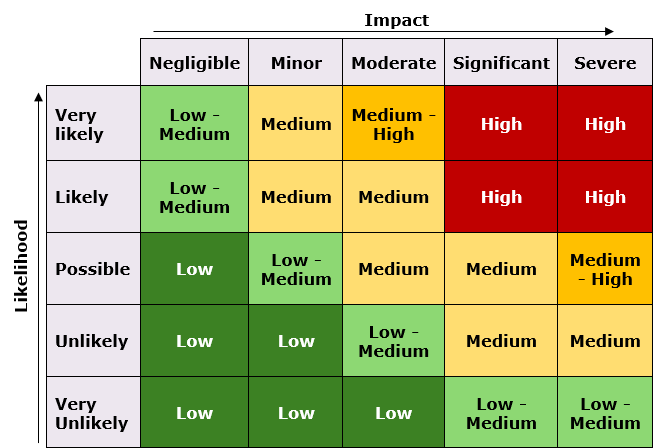 Impact
Negligible Minor Moderate Significant Severe
Very
likely
Low -
Medium
Medium
Medium -
High
High
High
Likely
Low -
Medium
Medium
Medium
High
High
Likelihood
Possible
Low
Low -
Medium
Medium
Medium
Medium
- High
Unlikely
Low
Low
Low -
Medium
Medium
Medium
Very
Unlikely
Low
Low
Low
Low -
Medium
Low -
Medium